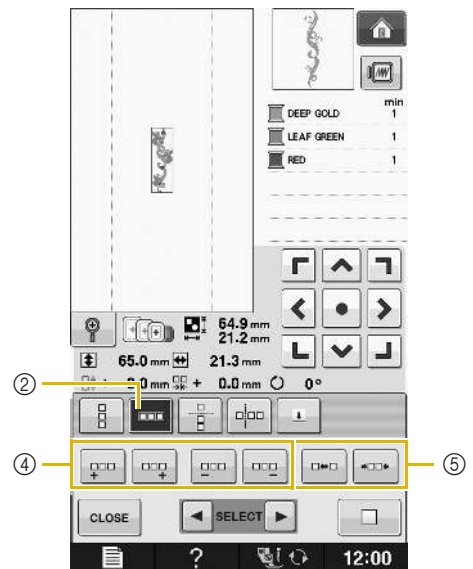 min
DEEP GOLD 1
LEAF GREEN 1
RED 1
64.9 mm
21.2 mm
65.0 mm 21.3 mm
+ 0.0 mm + 0.0 mm 0°
②
④
⑤
+ + − −
CLOSE SELECT
? 12:00